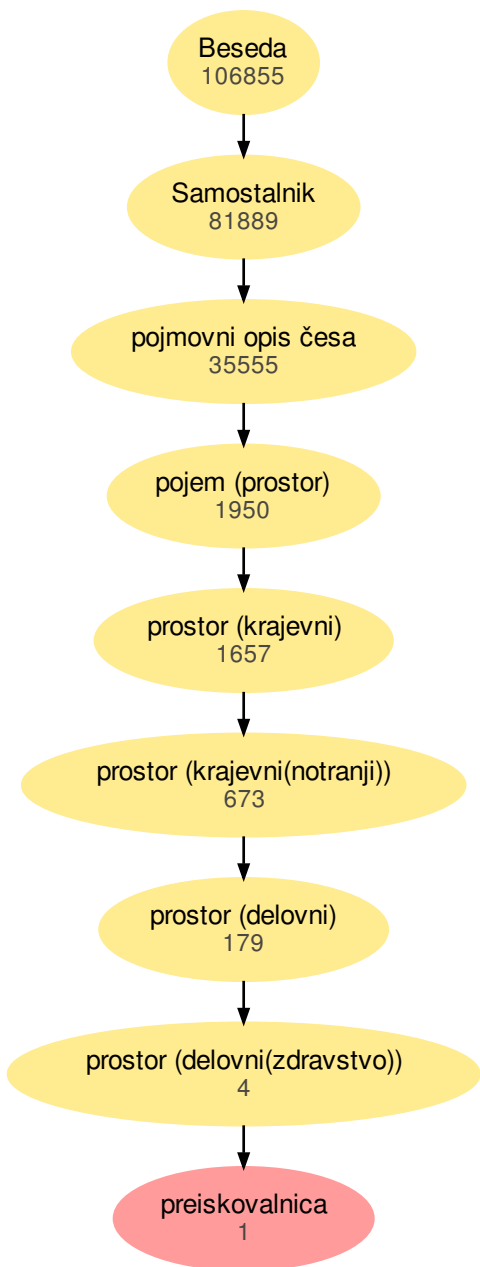 Beseda
106855
Samostalnik
81889
pojmovni opis česa
35555
pojem (prostor)
1950
prostor (krajevni)
1657
prostor (krajevni(notranji))
673
prostor (delovni)
179
prostor (delovni(zdravstvo))
4
preiskovalnica
1